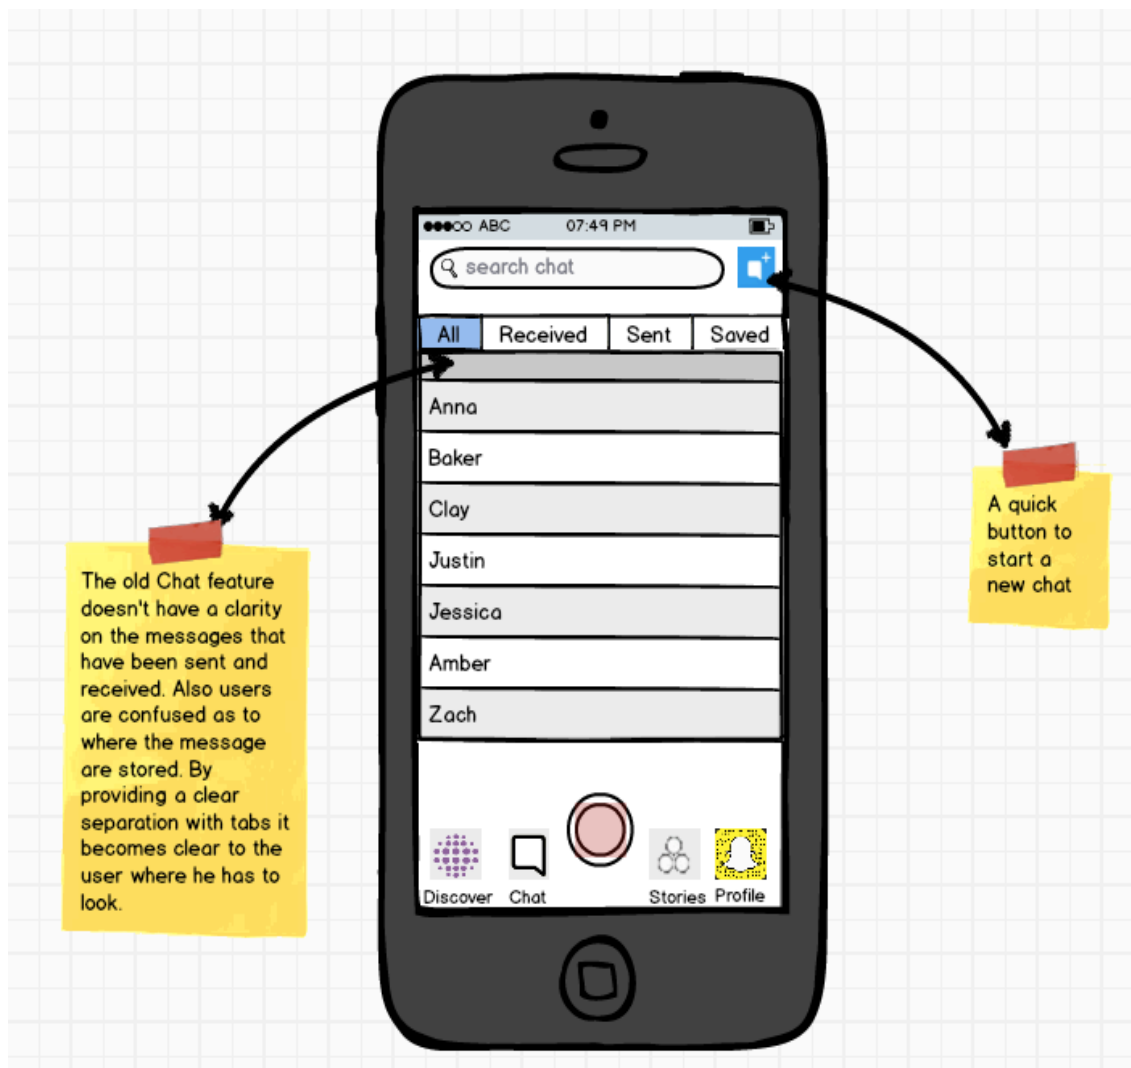 ABC 07:49 PM
search chat
All Received Sent Saved
Anna
Baker
Clay
Justin
Jessica
Amber
Zach
Discover Chat Stories Profile
The old Chat feature
doesn't have a clarity
on the messages that
have been sent and
received. Also users
are confused as to
where the message
are stored. By
providing a clear
separation with tabs it
becomes clear to the
user where he has to
look.
A quick
button to
start a
new chat